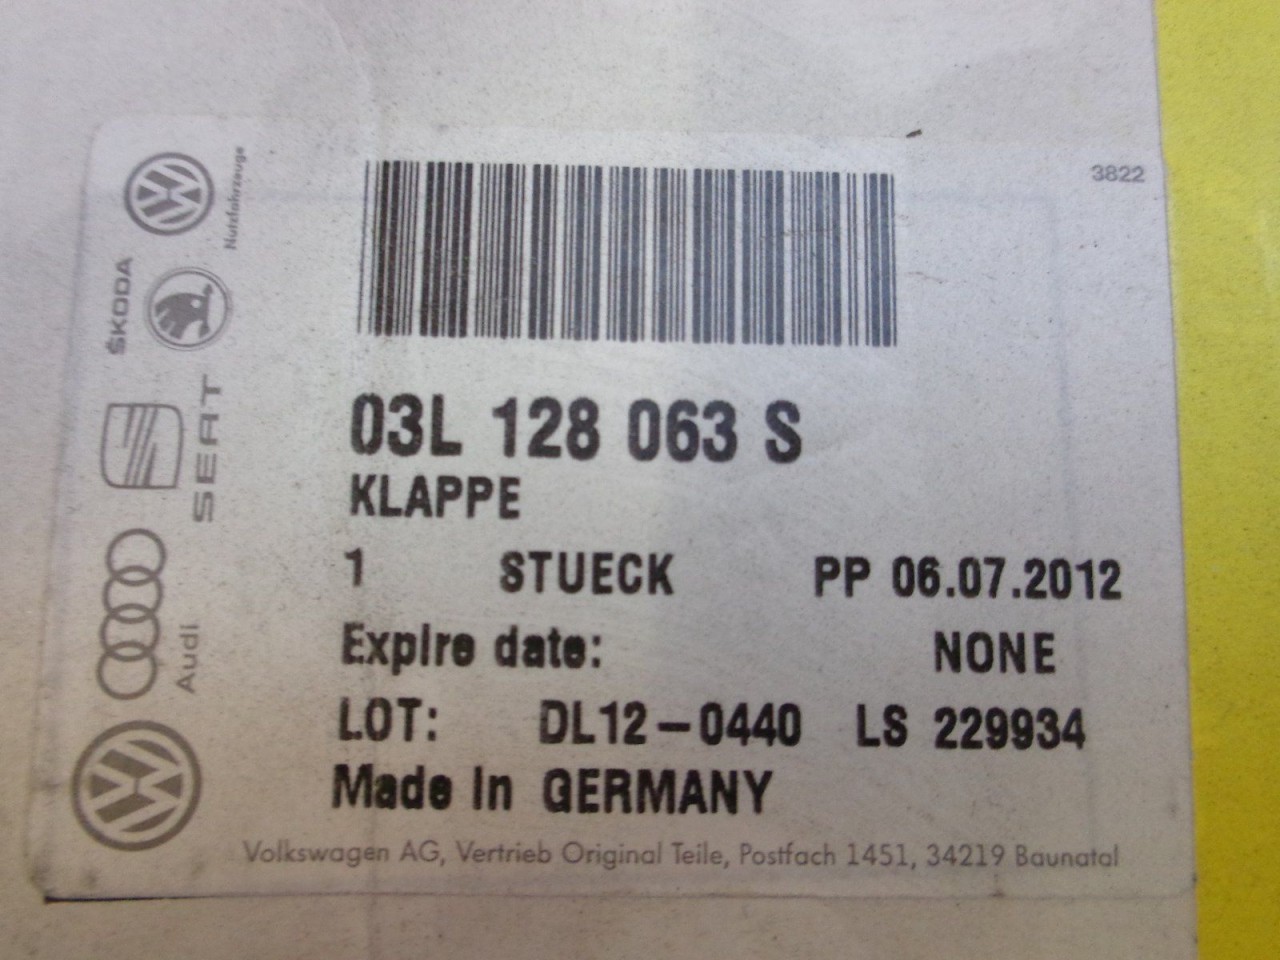 3822
Nutzfahrzeuge
ŠKODA
SEAT
Audi
03L 128 063 S
KLAPPE
1 STUECK PP 06.07.2012
Expire date: NONE
LOT: DL12-0440 LS 229934
Made in GERMANY
Volkswagen AG, Vertrieb Original Teile, Postfach 1451, 34219 Baunatal